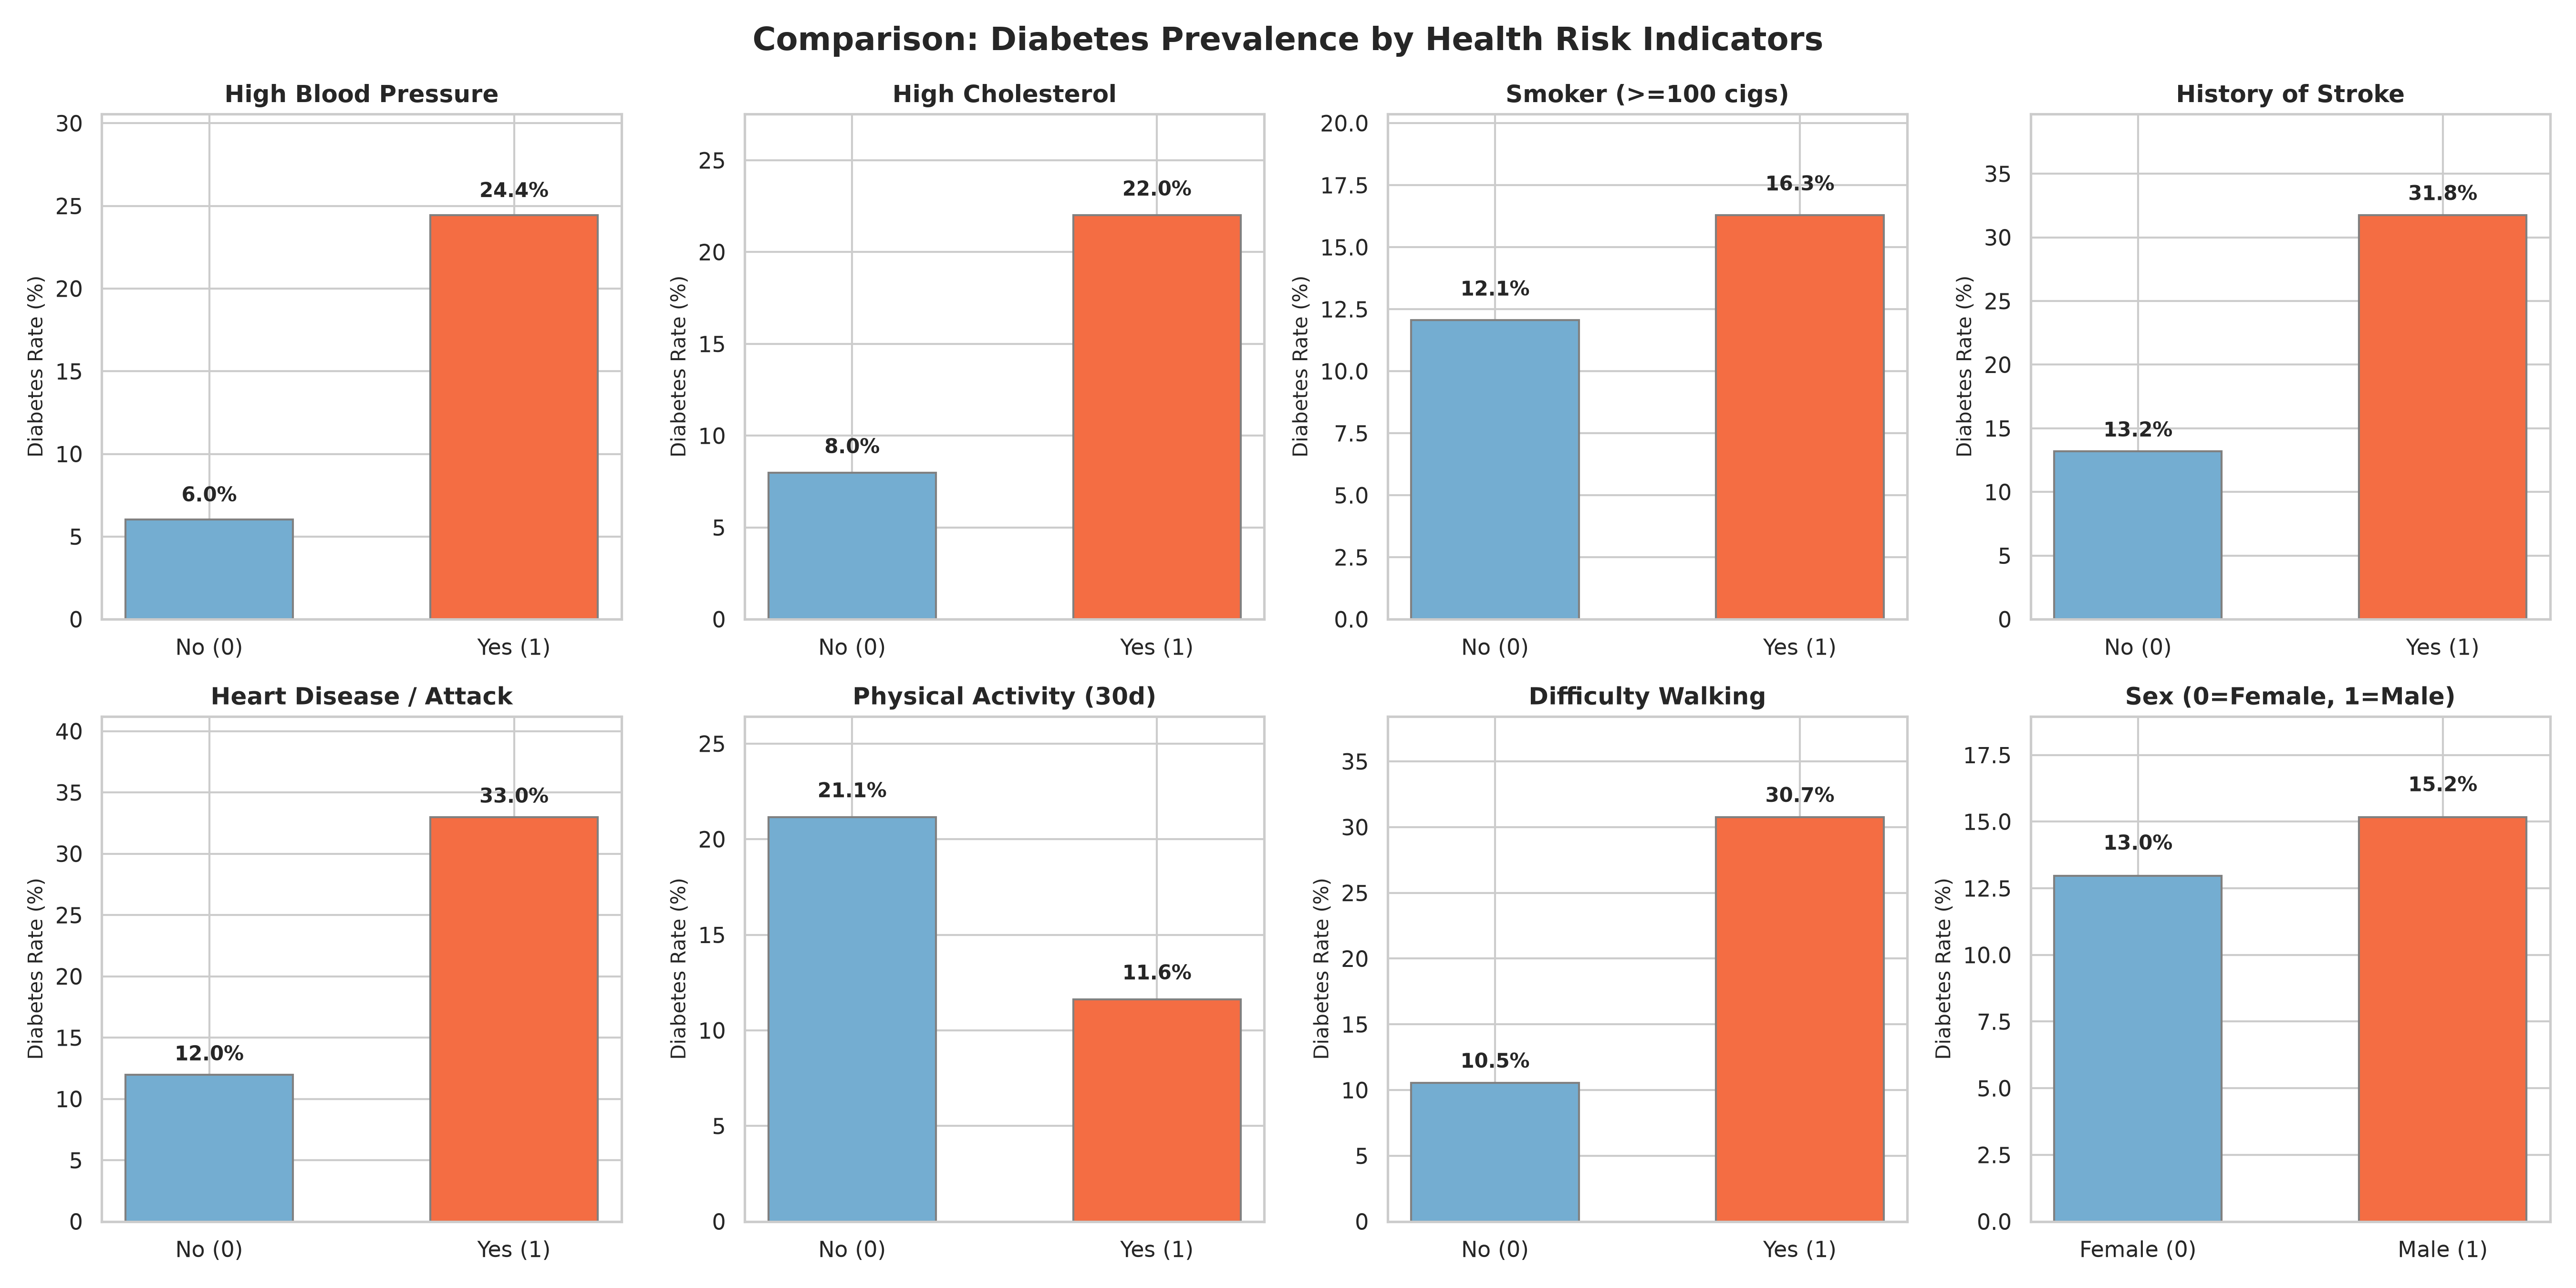 Comparison: Diabetes Prevalence by Health Risk Indicators
High Blood Pressure
30
25
20
15
10
5
0
Diabetes Rate (%)
6.0%
24.4%
No (0)
Yes (1)
High Cholesterol
25
20
15
10
5
0
Diabetes Rate (%)
8.0%
22.0%
No (0)
Yes (1)
Smoker (>=100 cigs)
20.0
17.5
15.0
12.5
10.0
7.5
5.0
2.5
0.0
Diabetes Rate (%)
12.1%
16.3%
No (0)
Yes (1)
History of Stroke
35
30
25
20
15
10
5
0
Diabetes Rate (%)
13.2%
31.8%
No (0)
Yes (1)
Heart Disease / Attack
40
35
30
25
20
15
10
5
0
Diabetes Rate (%)
12.0%
33.0%
No (0)
Yes (1)
Physical Activity (30d)
25
20
15
10
5
0
Diabetes Rate (%)
21.1%
11.6%
No (0)
Yes (1)
Difficulty Walking
35
30
25
20
15
10
5
0
Diabetes Rate (%)
10.5%
30.7%
No (0)
Yes (1)
Sex (0=Female, 1=Male)
17.5
15.0
12.5
10.0
7.5
5.0
2.5
0.0
Diabetes Rate (%)
13.0%
15.2%
Female (0)
Male (1)